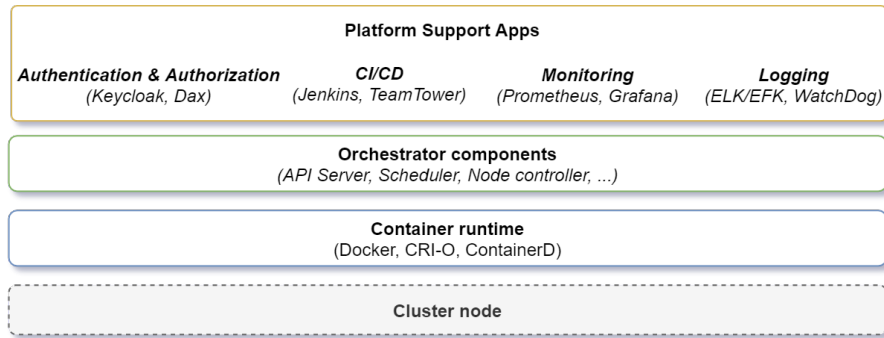 Platform Support Apps
Authentication & Authorization
(Keycloak, Dax)
CI/CD
(Jenkins, TeamTower)
Monitoring
(Prometheus, Grafana)
Logging
(ELK/EFK, WatchDog)
Orchestrator components
(API Server, Scheduler, Node controller, ...)
Container runtime
(Docker, CRI-O, ContainerD)
Cluster node